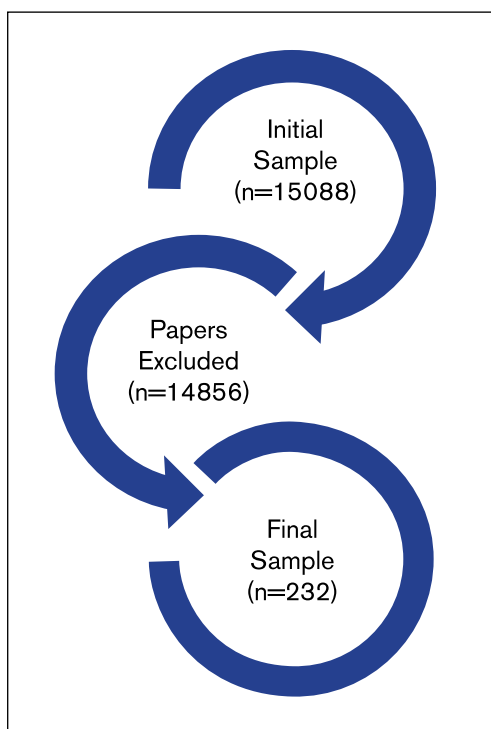 Initial
Sample
(n=15088)
Papers
Excluded
(n=14856)
Final
Sample
(n=232)